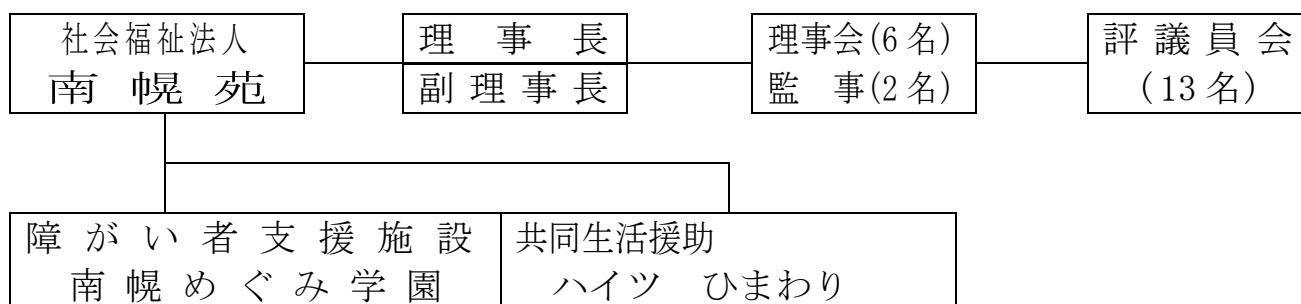 社会福祉法人
南幌苑
理事長
副理事長
理事会(6名)
監　事(2名)
評議員会
(13名)
障がい者支援施設
南幌めぐみ学園
共同生活援助
ハイツ　ひまわり